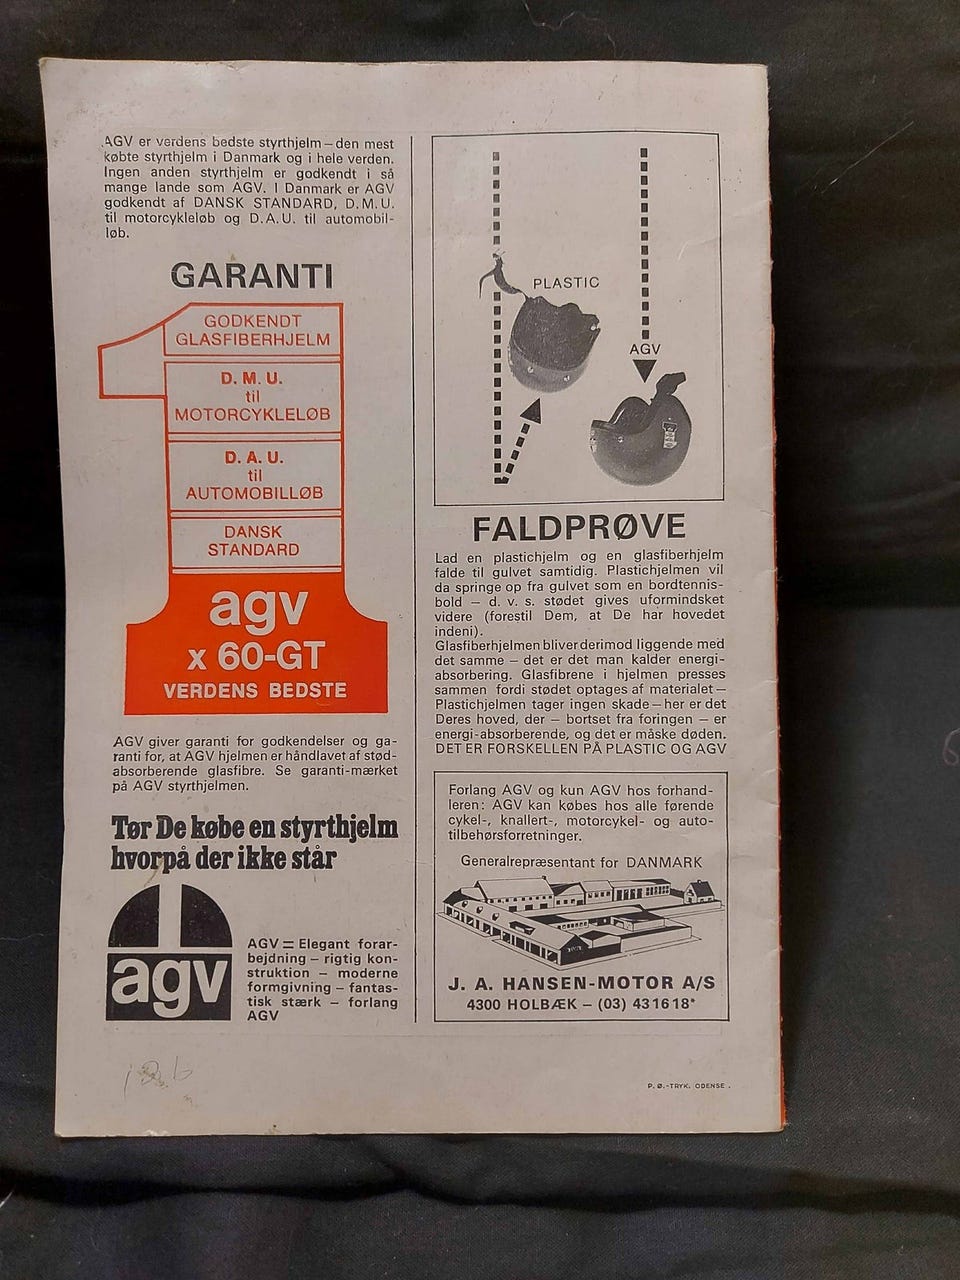 AGV er verdens bedste styrthjelm – den mest
købte styrthjelm i Danmark og i hele verden.
Ingen anden styrthjelm er godkendt i så
mange lande som AGV. I Danmark er AGV
godkendt af DANSK STANDARD, D.M.U.
til motorcykleløb og D.A.U. til automobil-
løb.
GARANTI
GODKENDT
GLASFIBERHJELM
D. M. U.
til
MOTORCYKLELØB
D. A. U.
til
AUTOMOBILLØB
DANSK
STANDARD
agv
x 60-GT
VERDENS BEDSTE
AGV giver garanti for godkendelser og ga-
ranti for, at AGV hjelmen er håndlavet af stød-
absorberende glasfibre. Se garanti-mærket
på AGV styrthjelmen.
Tør De købe en styrthjelm
hvorpå der ikke står
agv
AGV = Elegant forar-
bejdning – rigtig kon-
struktion – moderne
formgivning – fantas-
tisk stærk – forlang
AGV
PLASTIC
AGV
FALDPRØVE
Lad en plastichjelm og en glasfiberhjelm
falde til gulvet samtidig. Plastichjelmen vil
da springe op fra gulvet som en bordtennis-
bold – d. v. s. stødet gives uformindsket
videre (forestil Dem, at De har hovedet
indeni).
Glasfiberhjelmen bliver derimod liggende med
det samme – det er det man kalder energi-
absorbering. Glasfibrene i hjelmen presses
sammen fordi stødet optages af materialet –
Plastichjelmen tager ingen skade – her er det
Deres hoved, der – bortset fra foringen – er
energi-absorberende, og det er måske døden.
DET ER FORSKELLEN PÅ PLASTIC OG AGV
Forlang AGV og kun AGV hos forhand-
leren: AGV kan købes hos alle førende
cykel-, knallert-, motorcykel- og auto-
tilbehørsforretninger.
Generalrepræsentant for DANMARK
J. A. HANSEN-MOTOR A/S
4300 HOLBÆK – (03) 431618*
P. Ø.-TRYK. ODENSE.